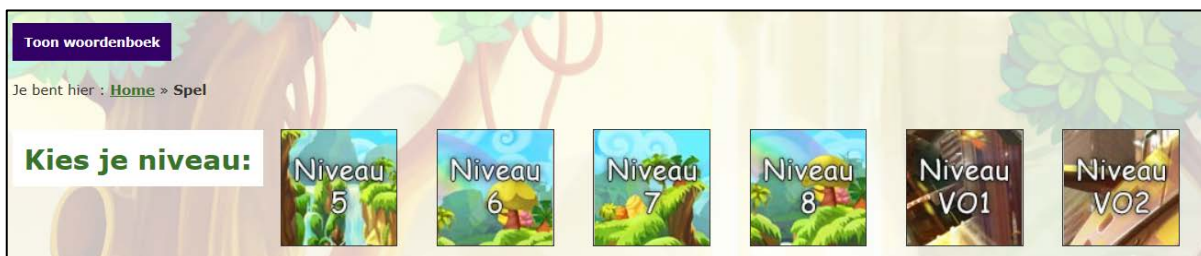 Toon woordenboek
Je bent hier : Home » Spel
Kies je niveau:
Niveau
5
Niveau
6
Niveau
7
Niveau
8
Niveau
VO1
Niveau
VO2